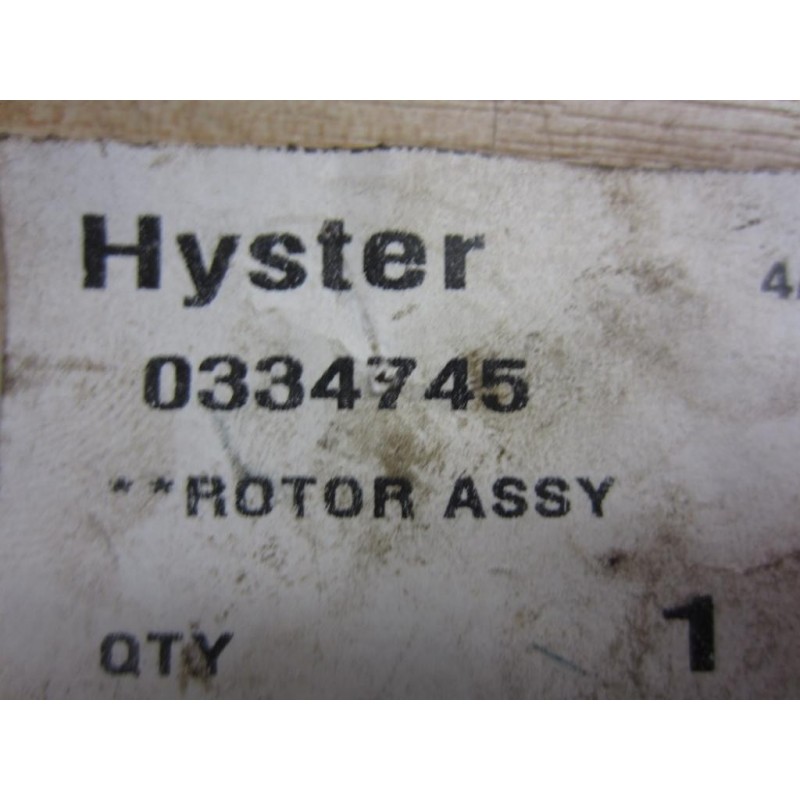 Hyster
0334745
**ROTOR ASSY
QTY 1